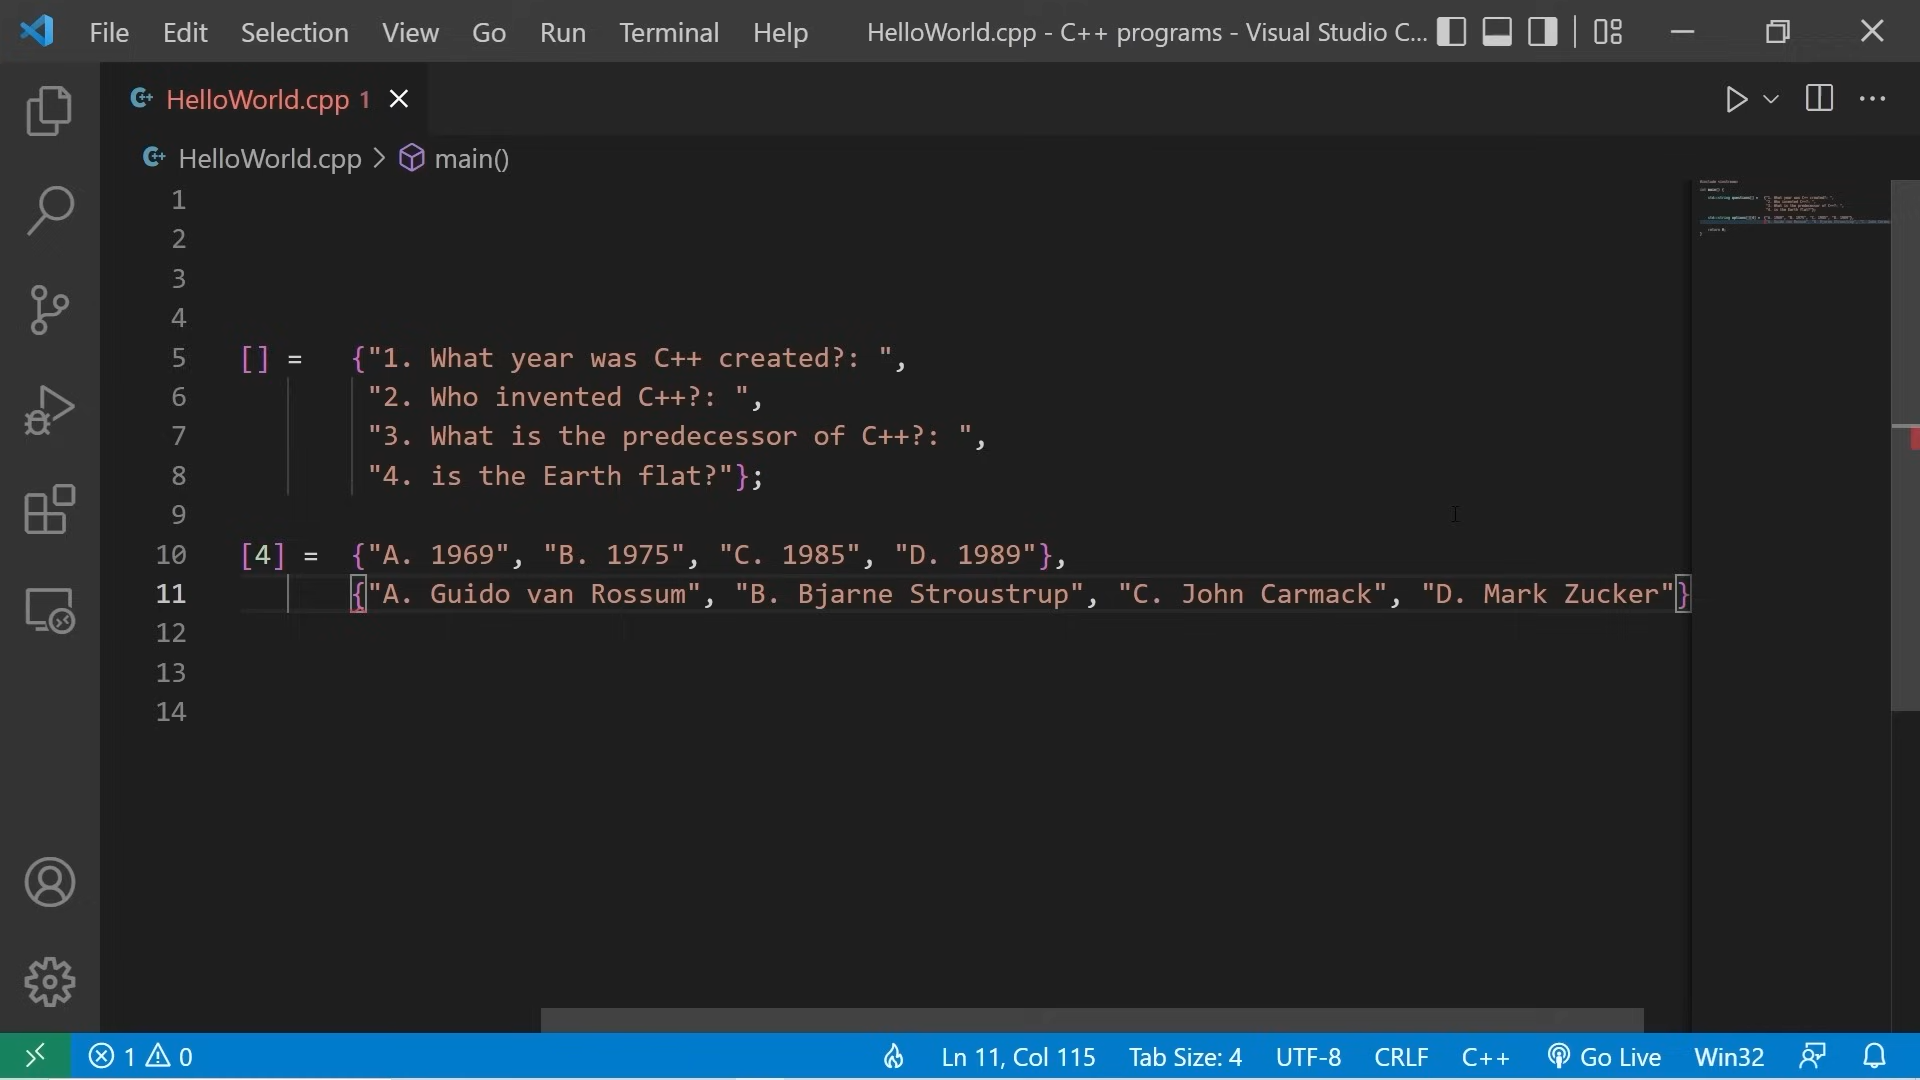 File Edit Selection View Go Run Terminal Help HelloWorld.cpp - C++ programs - Visual Studio C...
HelloWorld.cpp 1
HelloWorld.cpp > main()
1
2
3
4
5 [] = {"1. What year was C++ created?: ",
6 "2. Who invented C++?: ",
7 "3. What is the predecessor of C++?: ",
8 "4. is the Earth flat?"};
9
10 [4] = {"A. 1969", "B. 1975", "C. 1985", "D. 1989"},
11 {"A. Guido van Rossum", "B. Bjarne Stroustrup", "C. John Carmack", "D. Mark Zucker"}
12
13
14
1 0 Ln 11, Col 115 Tab Size: 4 UTF-8 CRLF C++ Go Live Win32